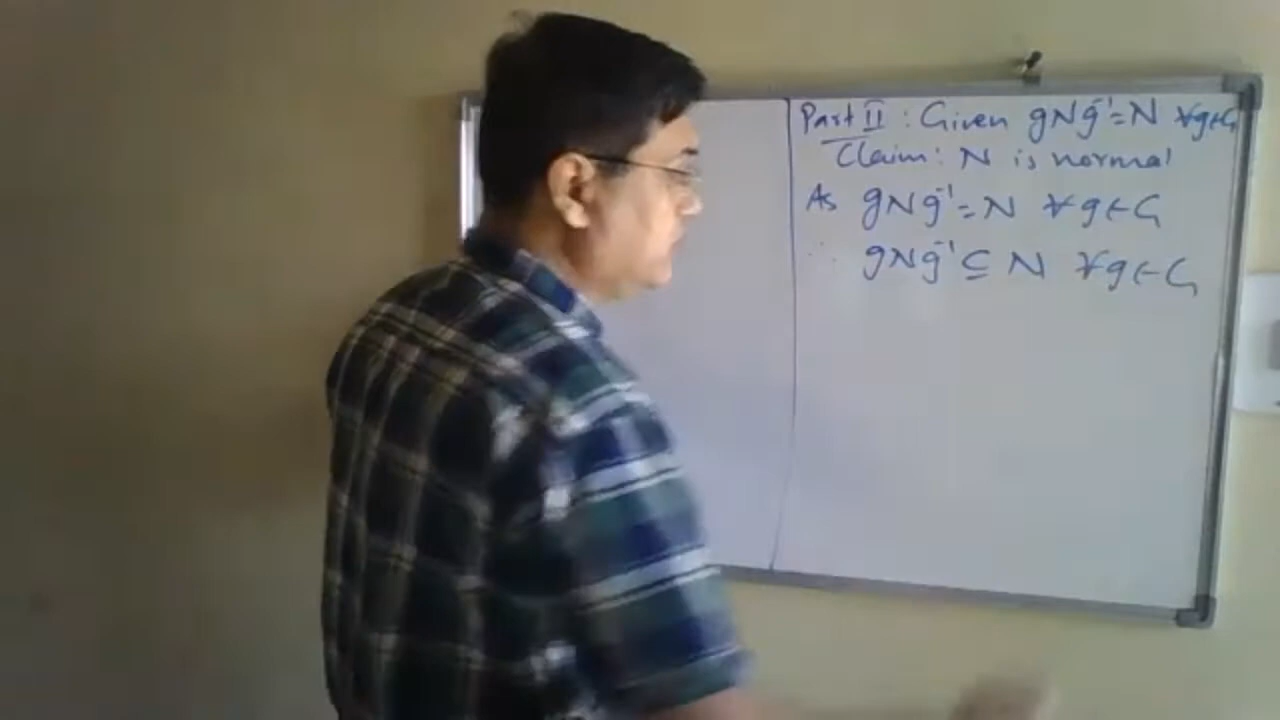 Part II : Given gNg⁻¹=N ∀g∈G
Claim: N is normal
As gNg⁻¹=N ∀g∈G
∴ gNg⁻¹⊆N ∀g∈G